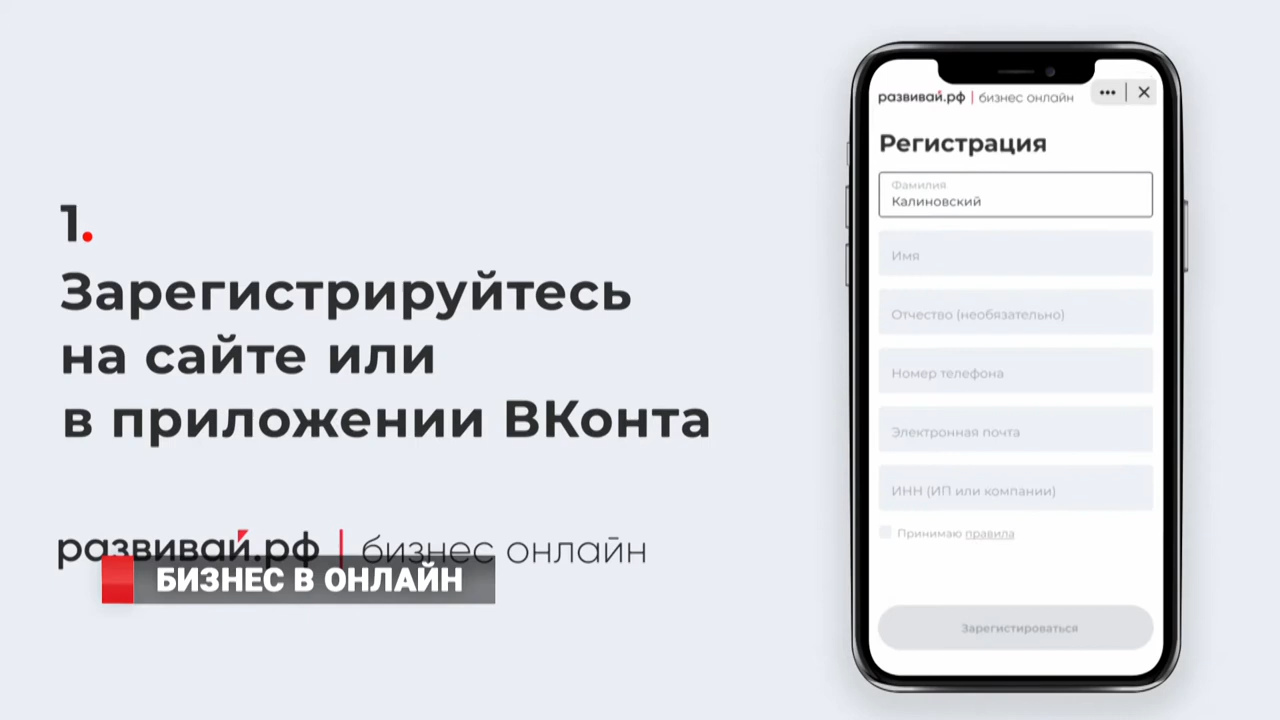 1.
Зарегистрируйтесь
на сайте или
в приложении ВКонта
развивай.рф | бизнес онлайн
БИЗНЕС В ОНЛАЙН
развивай.рф | бизнес онлайн
Регистрация
Фамилия
Калиновский
Имя
Отчество (необязательно)
Номер телефона
Электронная почта
ИНН (ИП или компании)
Принимаю правила
Зарегистироваться